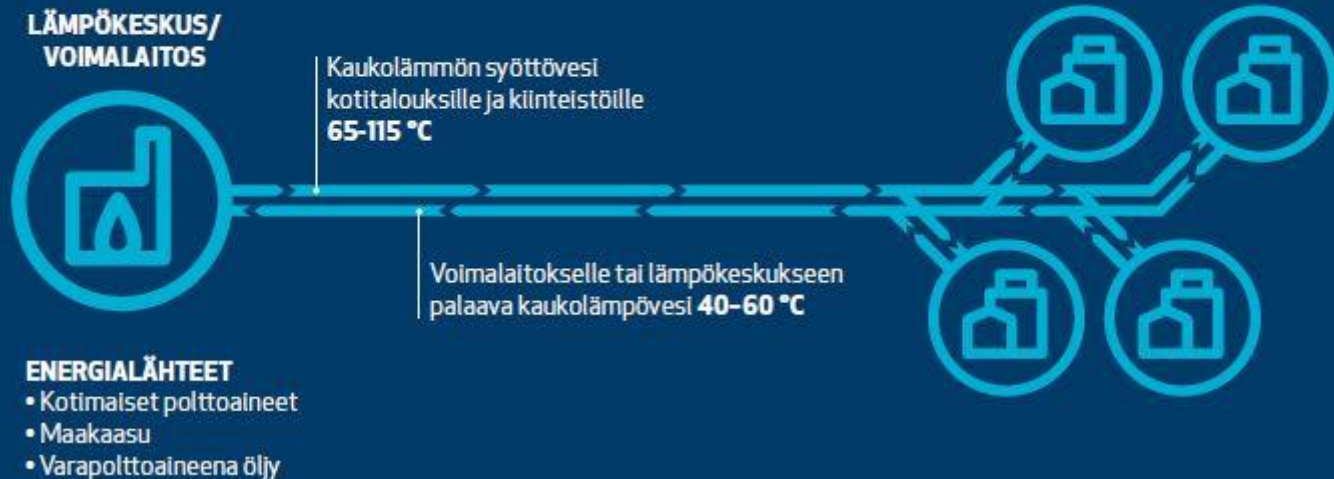 LÄMPÖKESKUS/
VOIMALAITOS
Kaukolämmön syöttövesi
kotitalouksille ja kiinteistöille
65-115 °C
Voimalaitokselle tai lämpökeskukseen
palaava kaukolämpövesi 40-60 °C
ENERGIALÄHTEET
• Kotimaiset polttoaineet
• Maakaasu
• Varapolttoaineena öljy